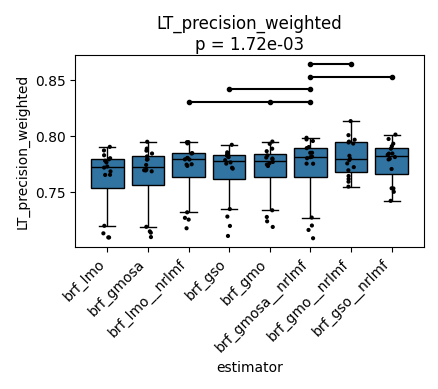 LT_precision_weighted
p = 1.72e-03
LT_precision_weighted
0.85
0.80
0.75
brf_lmo
brf_gmosa
brf_lmo__nrlmf
brf_gso
brf_gmo
brf_gmosa__nrlmf
brf_gmo__nrlmf
brf_gso__nrlmf
estimator